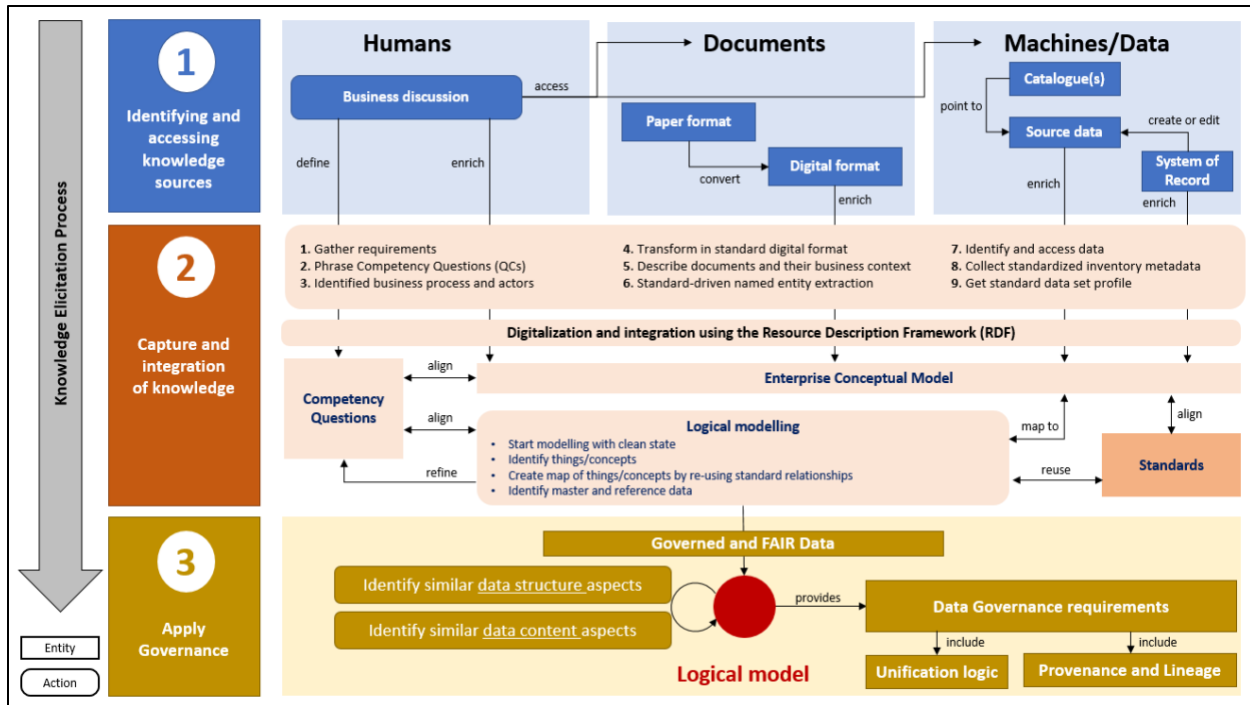 Knowledge Elicitation Process
Entity
Action
1
Identifying and
accessing
knowledge
sources
Humans
Documents
Machines/Data
Business discussion
access
define
enrich
Paper format
convert
Digital format
enrich
Catalogue(s)
point to
Source data
create or edit
System of
Record
enrich
enrich
2
Capture and
integration
of knowledge
1. Gather requirements
2. Phrase Competency Questions (QCs)
3. Identified business process and actors
4. Transform in standard digital format
5. Describe documents and their business context
6. Standard-driven named entity extraction
7. Identify and access data
8. Collect standardized inventory metadata
9. Get standard data set profile
Digitalization and integration using the Resource Description Framework (RDF)
Competency
Questions
align
Enterprise Conceptual Model
align
Logical modelling
• Start modelling with clean state
• Identify things/concepts
• Create map of things/concepts by re-using standard relationships
• Identify master and reference data
refine
map to
align
reuse
Standards
3
Apply
Governance
Governed and FAIR Data
Identify similar data structure aspects
Identify similar data content aspects
Logical model
provides
Data Governance requirements
include
include
Unification logic
Provenance and Lineage